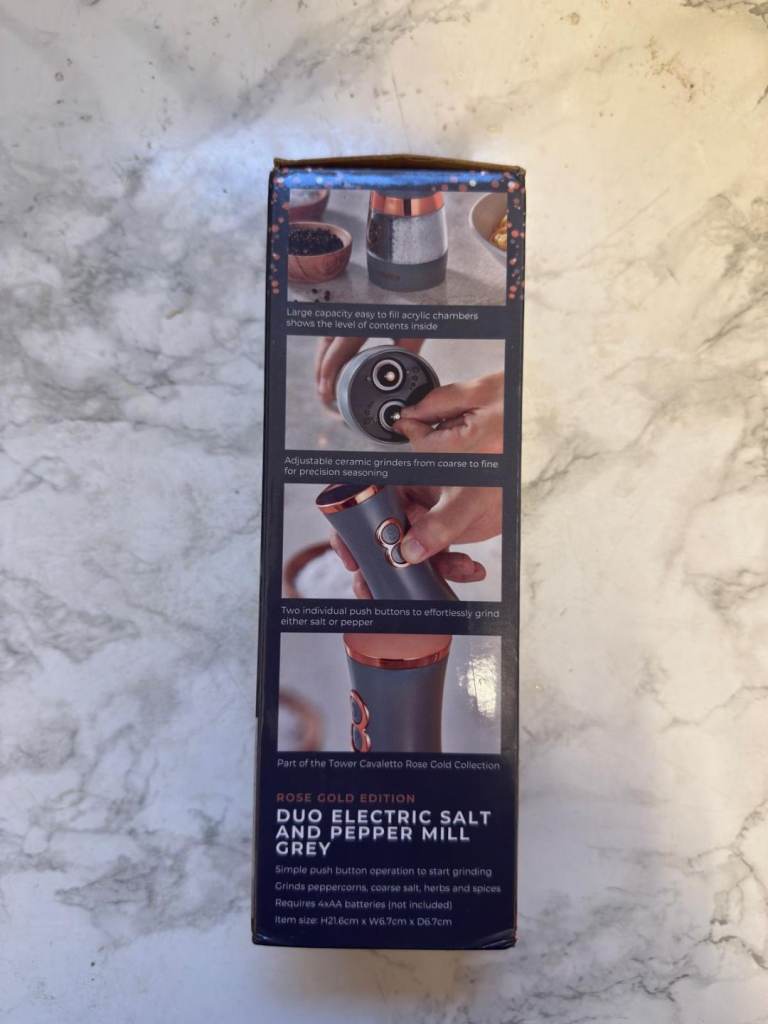 Large capacity easy to fill acrylic chambers
shows the level of contents inside
Adjustable ceramic grinders from coarse to fine
for precision seasoning
Two individual push buttons to effortlessly grind
either salt or pepper
Part of the Tower Cavaletto Rose Gold Collection
ROSE GOLD EDITION
DUO ELECTRIC SALT
AND PEPPER MILL
GREY
Simple push button operation to start grinding
Grinds peppercorns, coarse salt, herbs and spices
Requires 4xAA batteries (not included)
Item size: H21.6cm x W6.7cm x D6.7cm